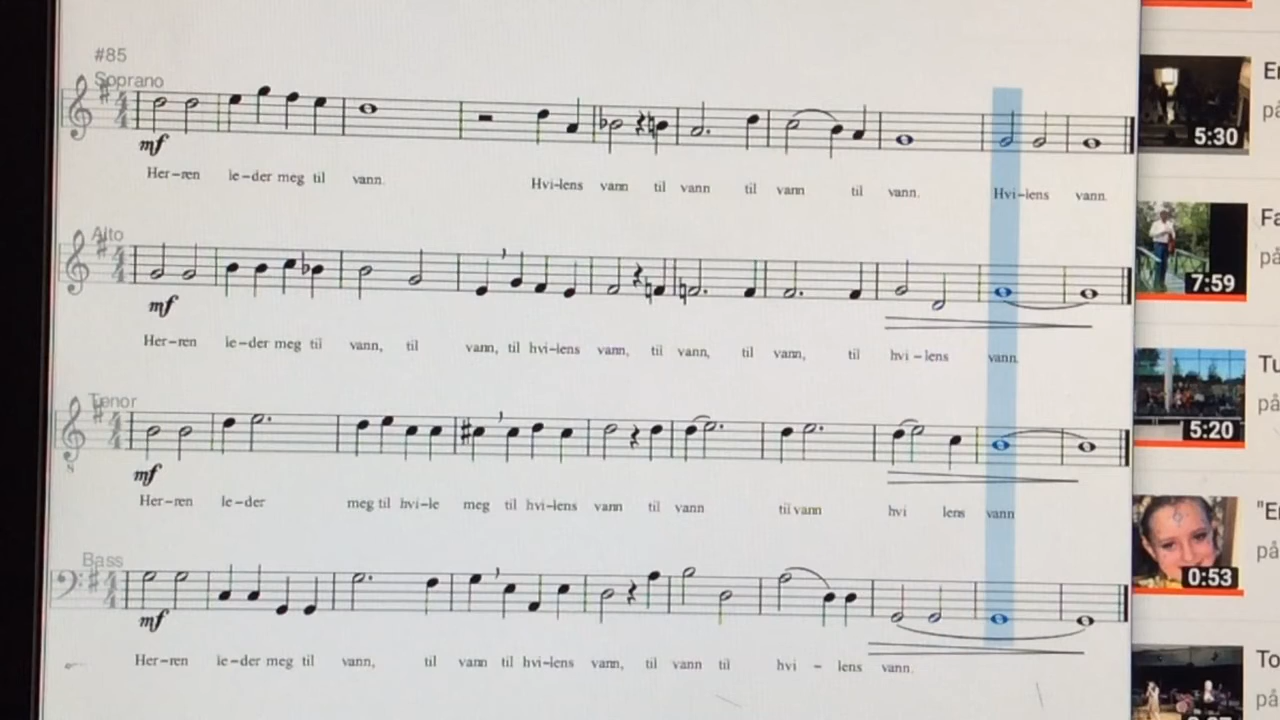 #85
Soprano
mf
Her-ren le-der meg til vann. Hvi-lens vann til vann til vann til vann. Hvi-lens vann.
5:30
Alto
mf
Her-ren le-der meg til vann, til vann, til hvi-lens vann, til vann, til vann, til hvi - lens vann.
7:59
Tenor
8
mf
Her-ren le-der meg til hvi-le meg til hvi-lens vann til vann til vann hvi lens vann
på
5:20
Bass
mf
Her-ren le-der meg til vann, til vann til hvi-lens vann, til vann til hvi - lens vann.
på
0:53
To
på